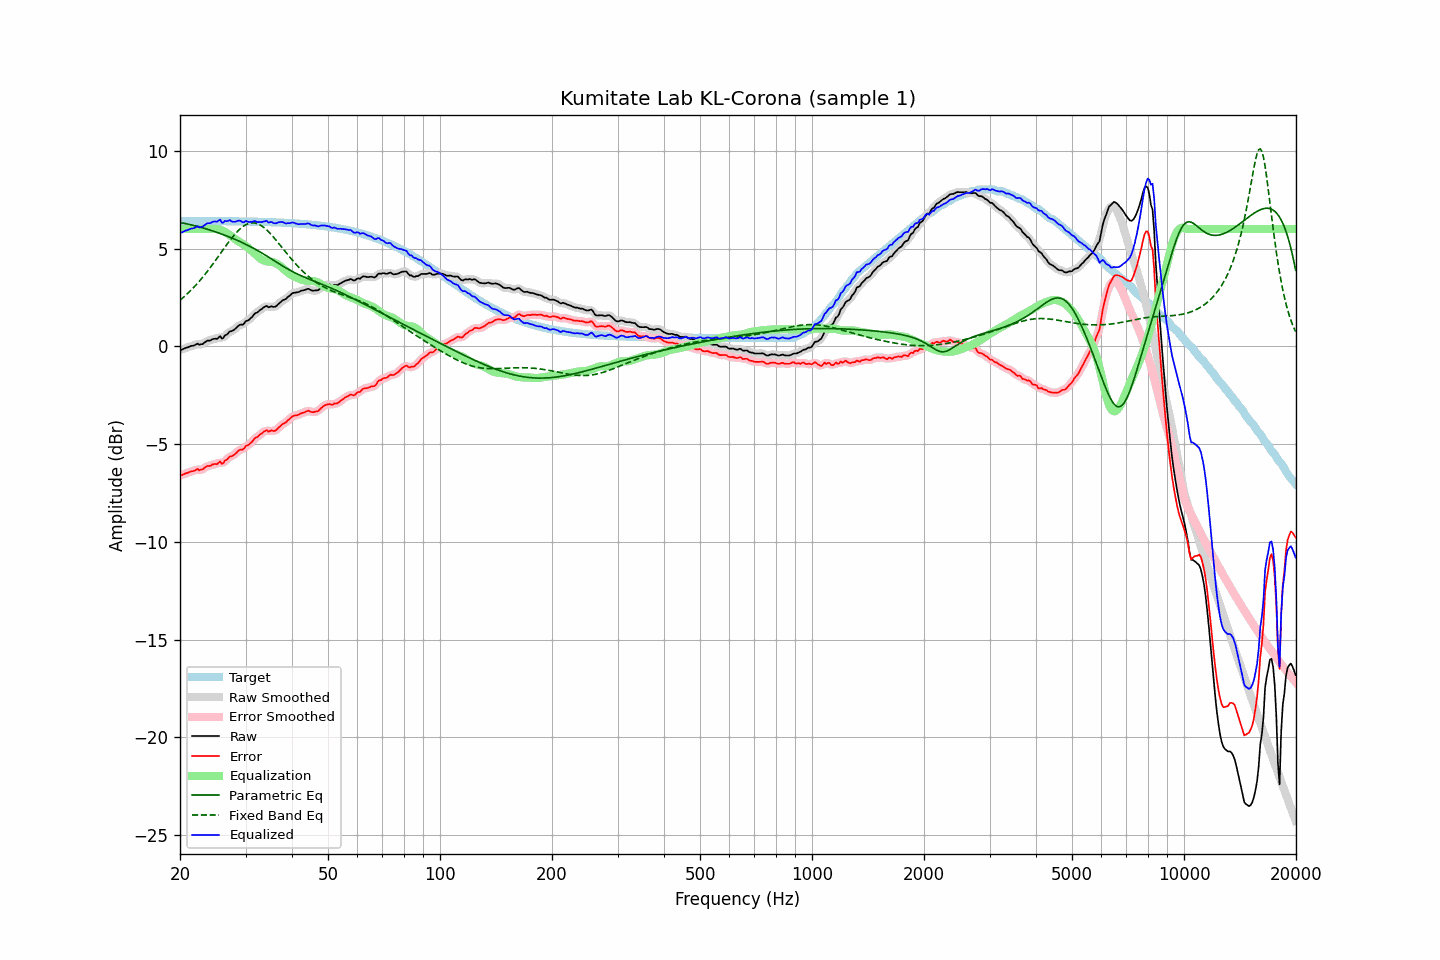 Kumitate Lab KL-Corona (sample 1)
10
5
0
−5
−10
−15
−20
−25
Amplitude (dBr)
Target
Raw Smoothed
Error Smoothed
Raw
Error
Equalization
Parametric Eq
Fixed Band Eq
Equalized
20 50 100 200 500 1000 2000 5000 10000 20000
Frequency (Hz)